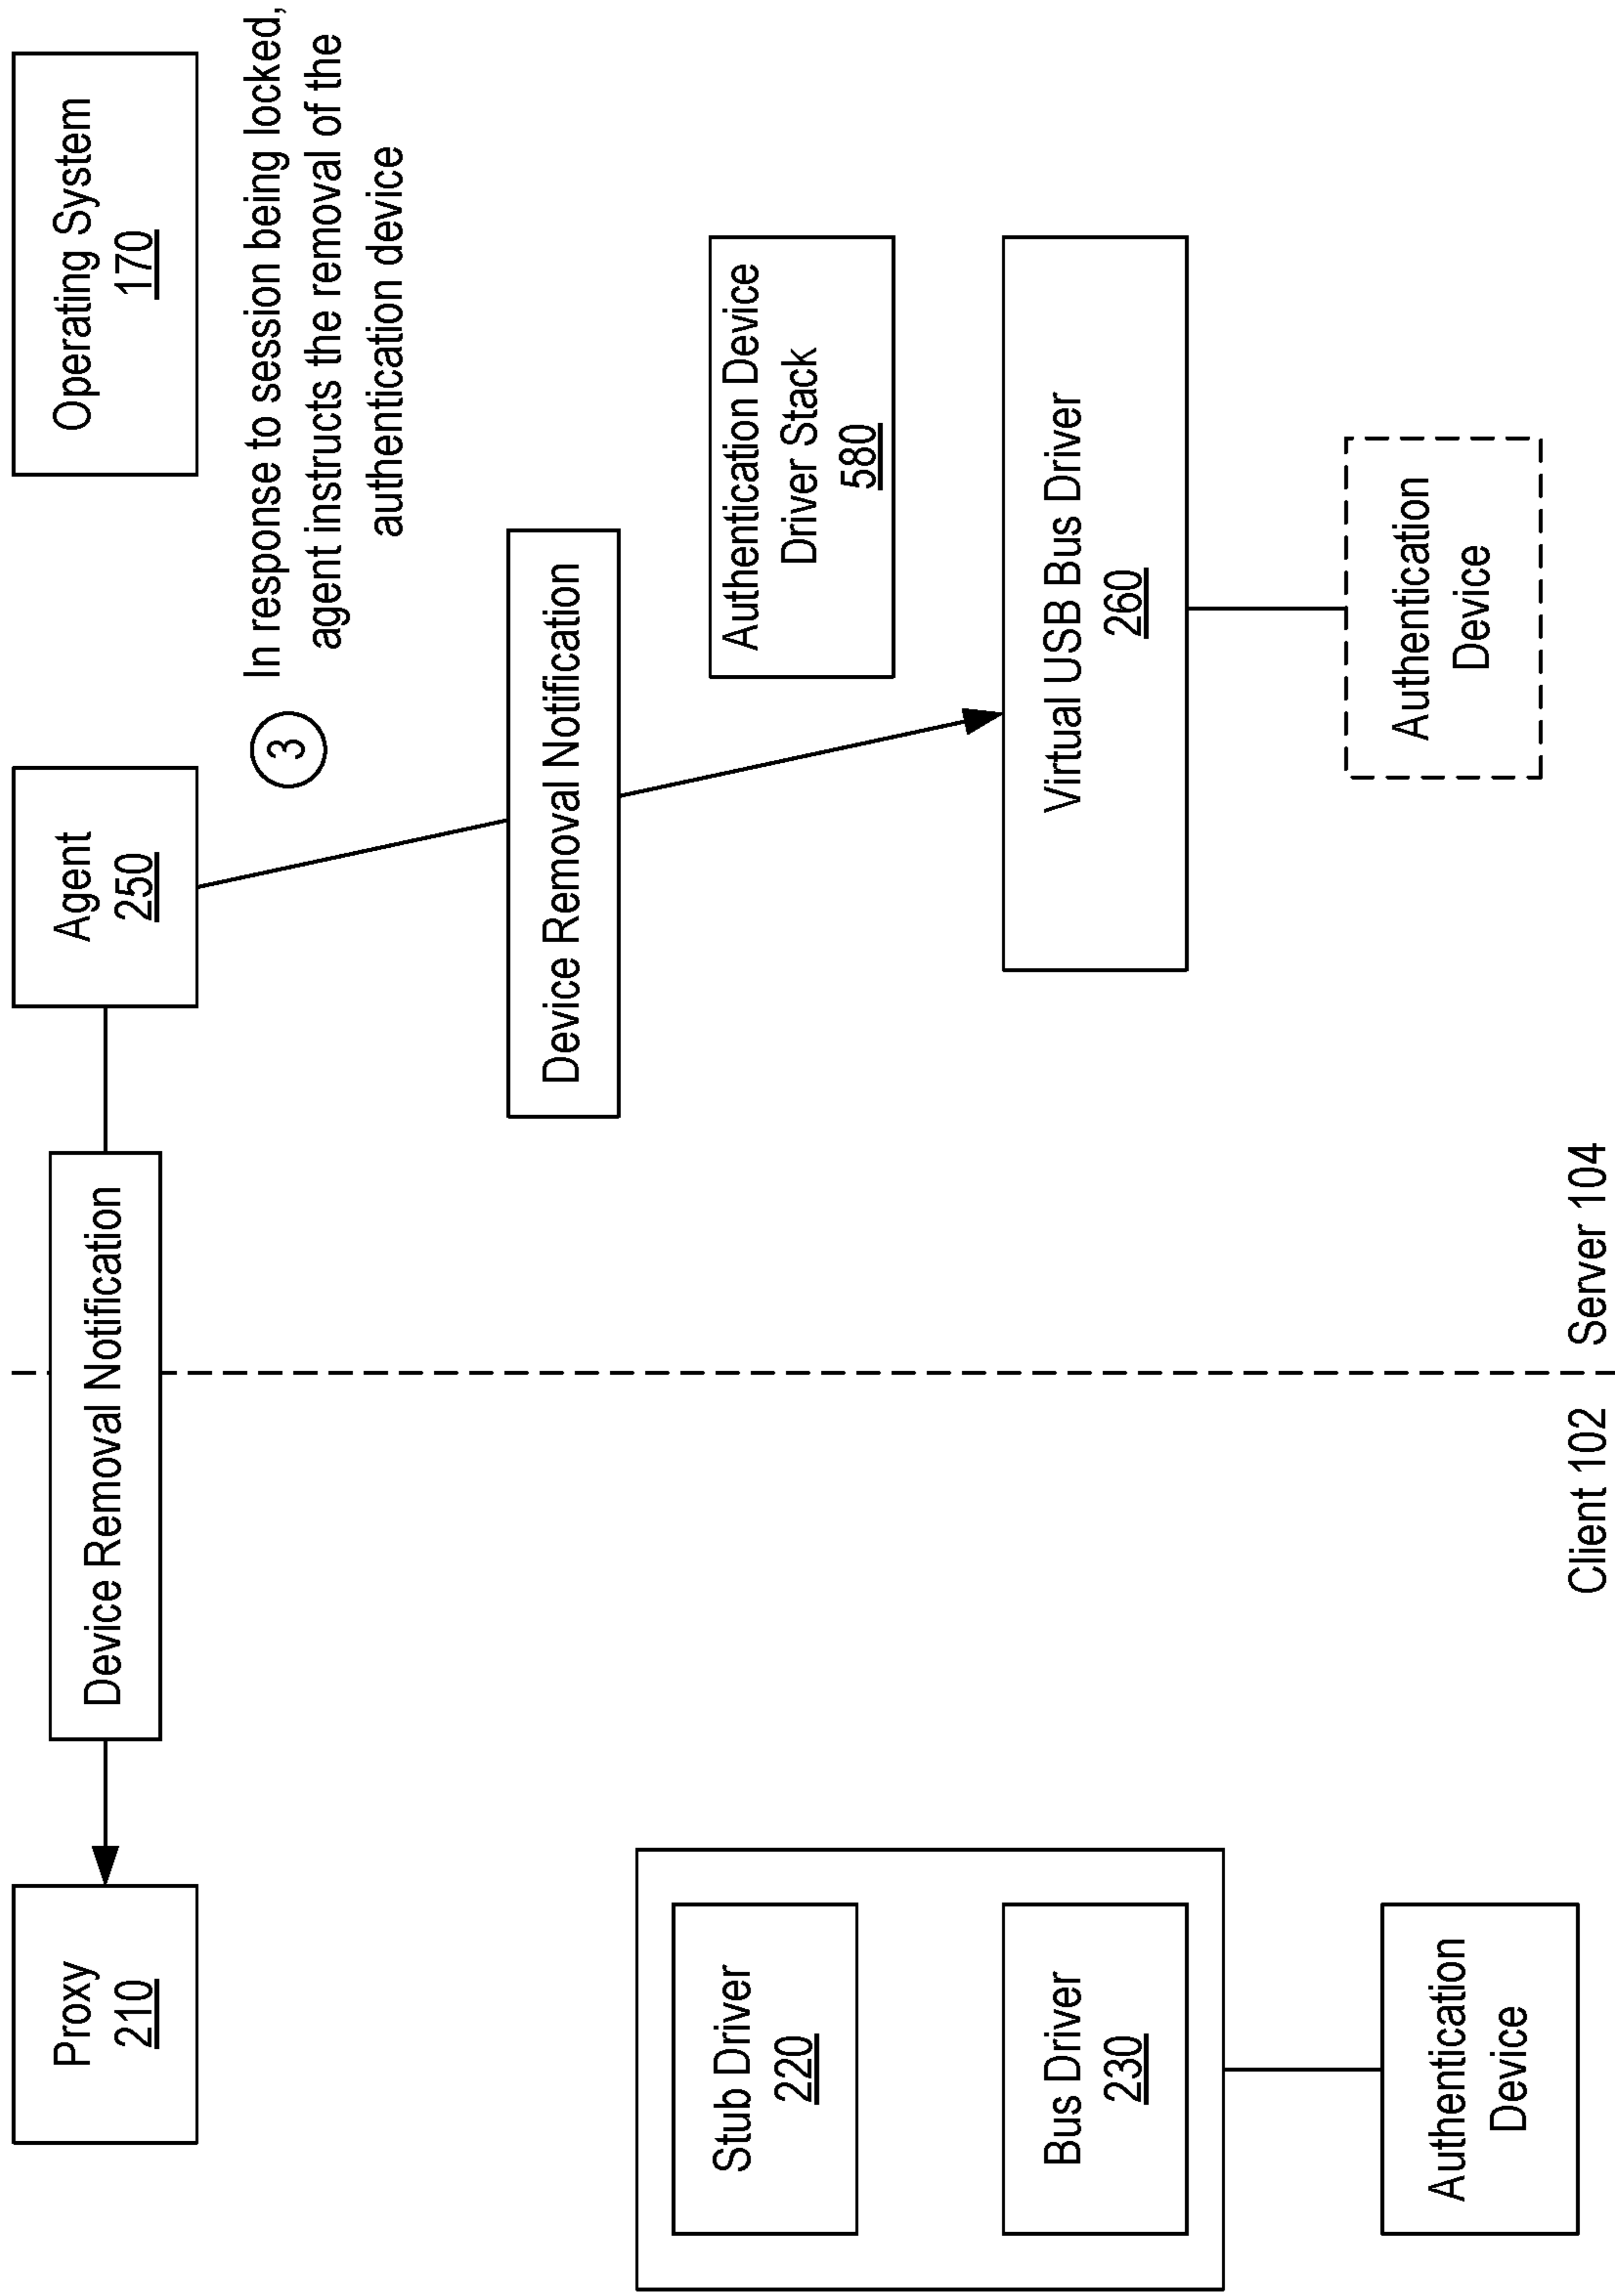 Proxy
210
Device Removal Notification
Agent
250
Operating System
170
3
In response to session being locked,
agent instructs the removal of the
authentication device
Device Removal Notification
Stub Driver
220
Authentication Device
Driver Stack
580
Bus Driver
230
Virtual USB Bus Driver
260
Authentication
Device
Authentication
Device
Client 102
Server 104